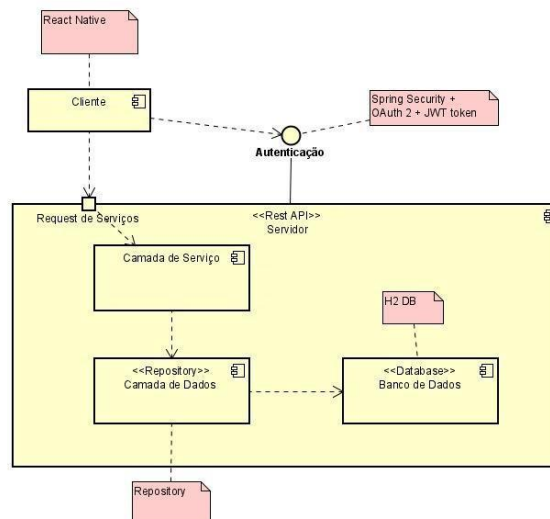 React Native
Cliente
Spring Security +
OAuth 2 + JWT token
Autenticação
Request de Serviços
<<Rest API>>
Servidor
Camada de Serviço
H2 DB
<<Repository>>
Camada de Dados
<<Database>>
Banco de Dados
Repository